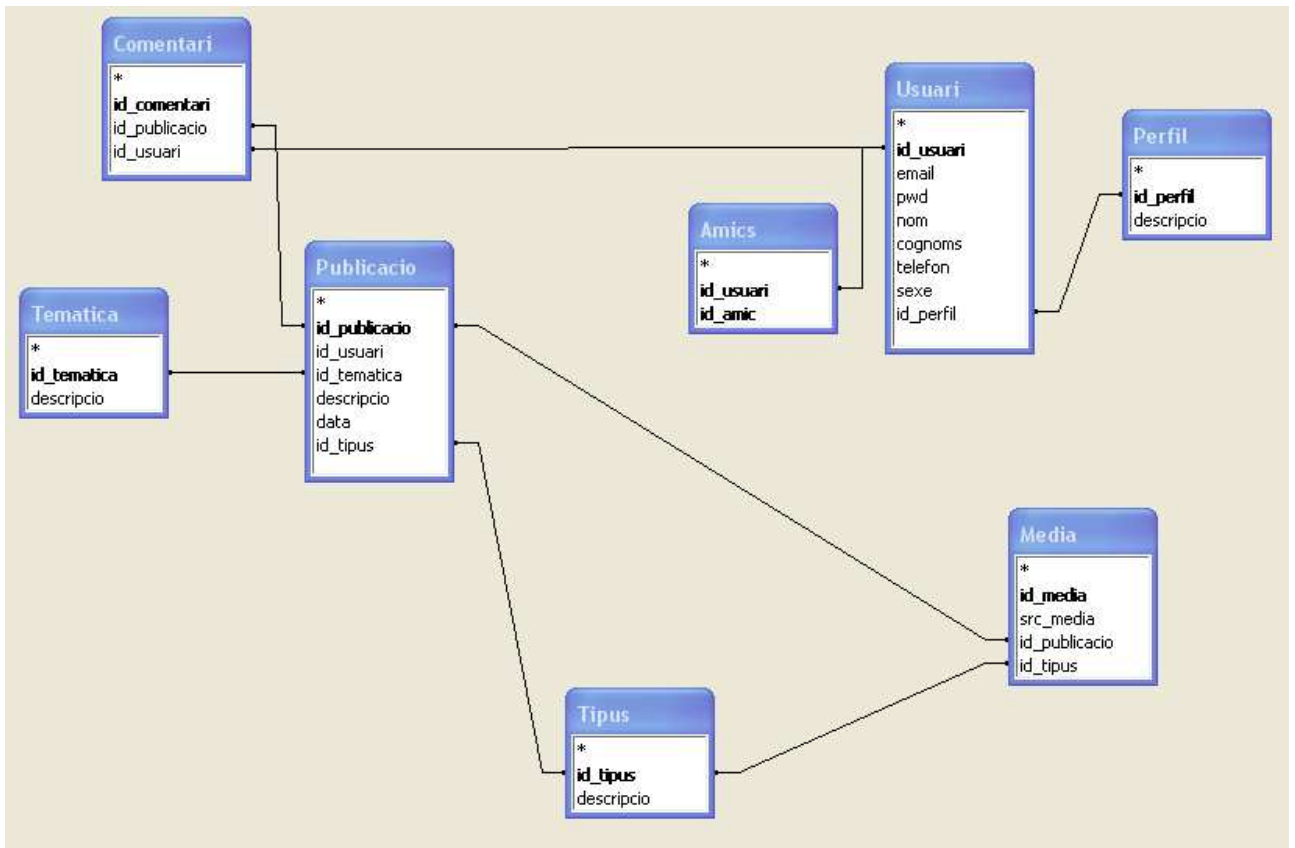 Comentari
*
id_comentari
id_publicacio
id_usuari
Usuari
*
id_usuari
email
pwd
nom
cognoms
telefon
sexe
id_perfil
Perfil
*
id_perfil
descripcio
Amics
*
id_usuari
id_amic
Publicacio
*
id_publicacio
id_usuari
id_tematica
descripcio
data
id_tipus
Tematica
*
id_tematica
descripcio
Media
*
id_media
src_media
id_publicacio
id_tipus
Tipus
*
id_tipus
descripcio